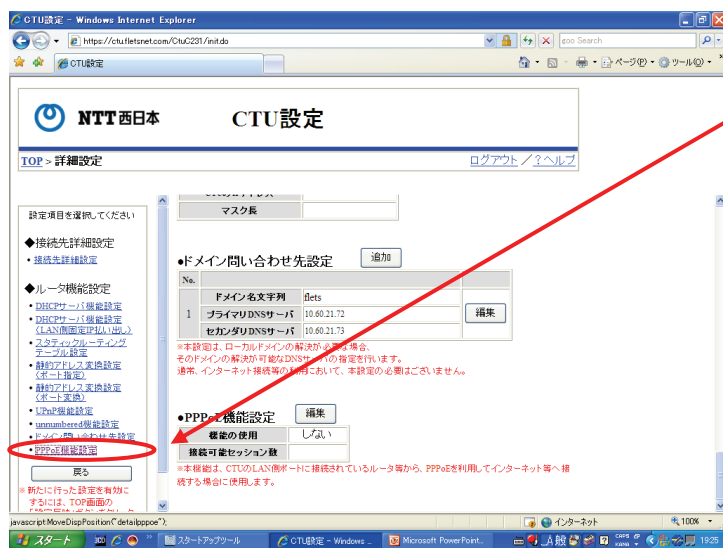 CTU設定 - Windows Internet Explorer
https://ctu.fletsnet.com/CtuC231/init.do
goo Search
CTU設定
ページ(P)
ツール(O)
NTT西日本
CTU設定
TOP > 詳細設定
ログアウト / ?ヘルプ
設定項目を選択してください
◆接続先詳細設定
・接続先詳細設定
◆ルータ機能設定
・DHCPサーバ機能設定
・DHCPサーバ機能設定
(LAN側固定IP払い出し)
・スタティックルーティング
テーブル設定
・静的アドレス変換設定
(ポート指定)
・静的アドレス変換設定
(ポート変換)
・UPnP機能設定
・unnumbered機能設定
・ドメイン問い合わせ先設定
・PPPoE機能設定
戻る
※新たに行った設定を有効に
するには、TOP画面の
マスク長
●ドメイン問い合わせ先設定
追加
No.
ドメイン名文字列 flets
1 プライマリDNSサーバ 10.60.21.72
編集
セカンダリDNSサーバ 10.60.21.73
※本設定は、ローカルドメインの解決が必要な場合、
そのドメインの解決が可能なDNSサーバの指定を行います。
通常、インターネット接続等の利用において、本設定の必要はございません。
●PPPoE機能設定
編集
機能の使用 しない
接続可能セッション数
※本機能は、CTUのLAN側ポートに接続されているルータ等から、PPPoEを利用してインターネット等へ接
続する場合に使用します。
javascript:MoveDispPosition("detailpppoe");
インターネット
100%
スタート
スタートアップツール
CTU設定 - Windows ...
Microsoft PowerPoint...
A 般
CAPS
KANA
19:25